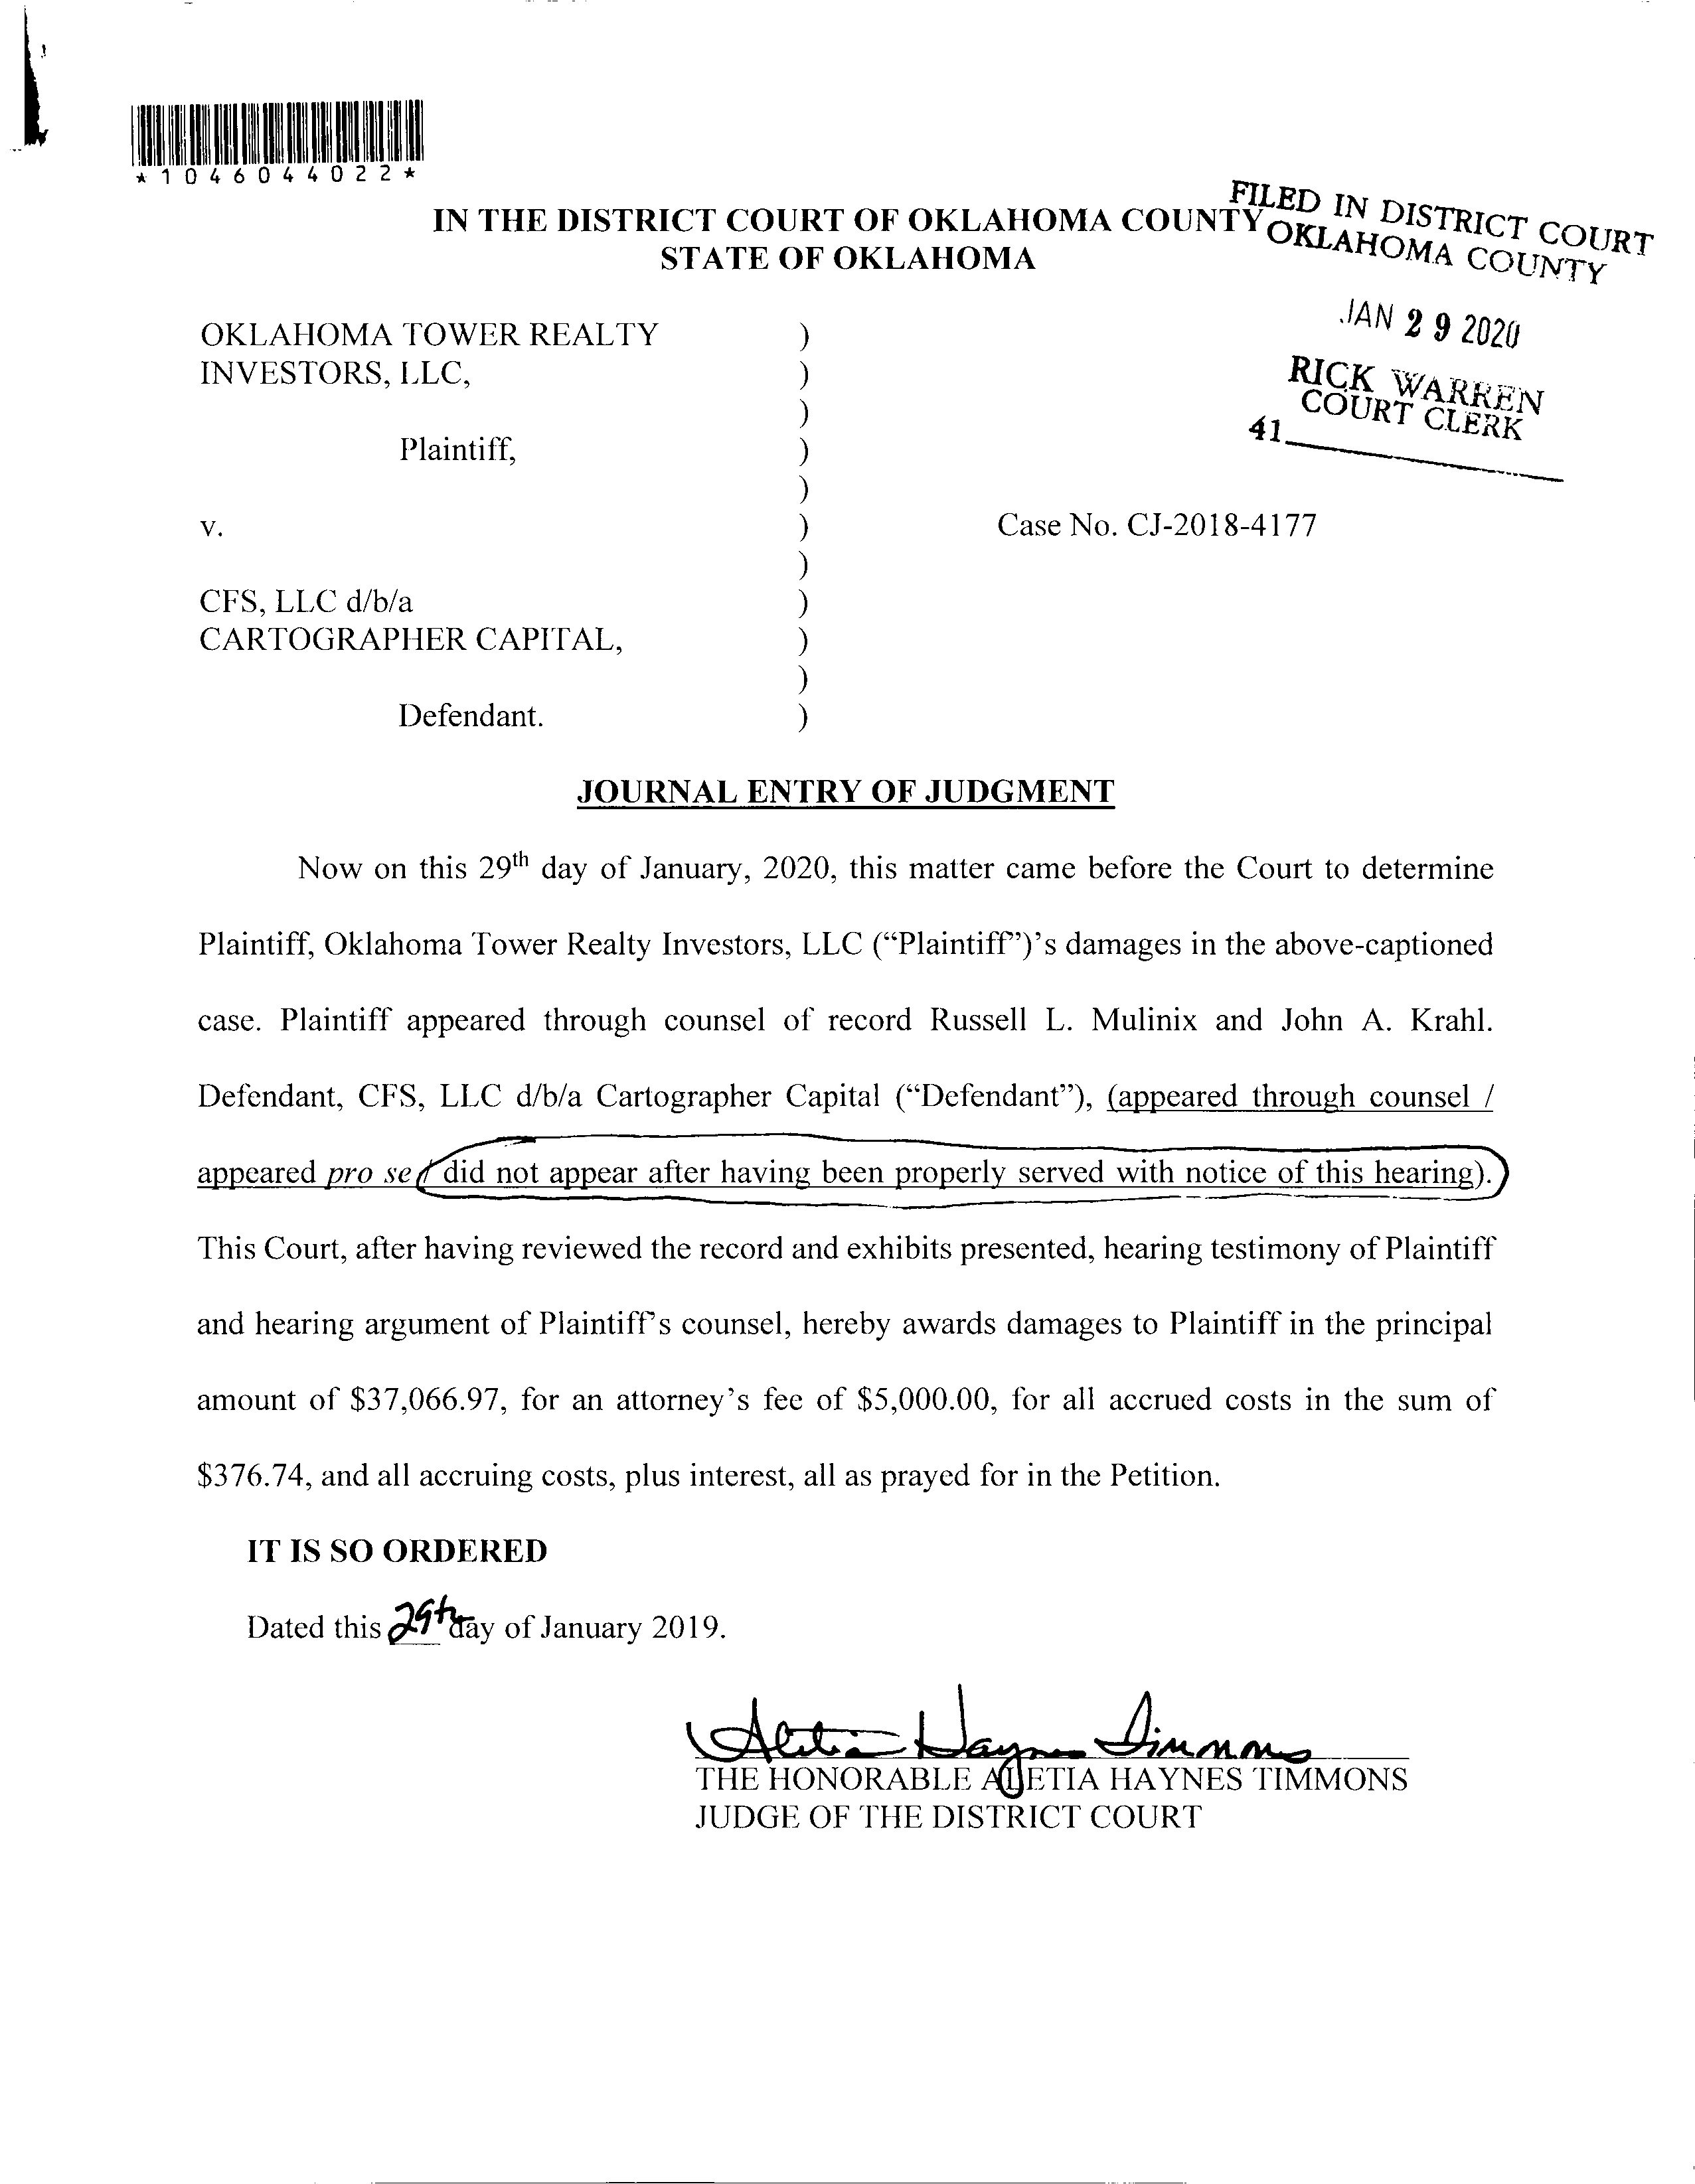 *1046044022*
FILED IN DISTRICT COURT
OKLAHOMA COUNTY
JAN 29 2020
RICK WARREN
COURT CLERK
41
IN THE DISTRICT COURT OF OKLAHOMA COUNTY
STATE OF OKLAHOMA
OKLAHOMA TOWER REALTY )
INVESTORS, LLC, )
)
Plaintiff, )
)
v. ) Case No. CJ-2018-4177
)
CFS, LLC d/b/a )
CARTOGRAPHER CAPITAL, )
)
Defendant. )
JOURNAL ENTRY OF JUDGMENT
Now on this 29th day of January, 2020, this matter came before the Court to determine
Plaintiff, Oklahoma Tower Realty Investors, LLC (“Plaintiff”)’s damages in the above-captioned
case. Plaintiff appeared through counsel of record Russell L. Mulinix and John A. Krahl.
Defendant, CFS, LLC d/b/a Cartographer Capital (“Defendant”), (appeared through counsel /
appeared pro se / did not appear after having been properly served with notice of this hearing).
This Court, after having reviewed the record and exhibits presented, hearing testimony of Plaintiff
and hearing argument of Plaintiff’s counsel, hereby awards damages to Plaintiff in the principal
amount of $37,066.97, for an attorney’s fee of $5,000.00, for all accrued costs in the sum of
$376.74, and all accruing costs, plus interest, all as prayed for in the Petition.
IT IS SO ORDERED
Dated this 29th day of January 2019.
Aletia Haynes Timmons
THE HONORABLE ALETIA HAYNES TIMMONS
JUDGE OF THE DISTRICT COURT